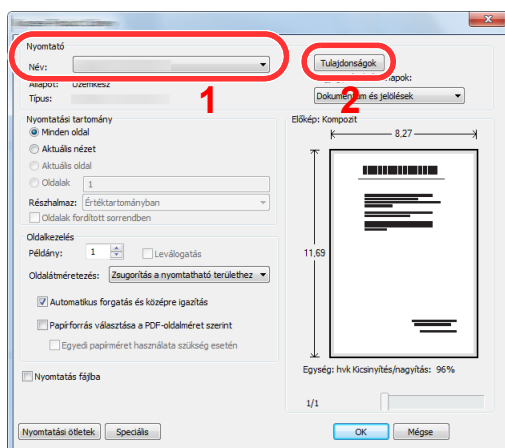 Nyomtató
Név:
Tulajdonságok
Állapot: Üzemkész
Típus:
1
2
Dokumentum és jelölések
Nyomtatási tartomány
Minden oldal
Aktuális nézet
Aktuális oldal
Oldalak 1
Részhalmaz: Értéktartományban
Oldalak fordított sorrendben
Előkép: Kompozit
8,27
11,69
Oldalkezelés
Példány: 1 Leválogatás
Oldalátméretezés: Zsugorítás a nyomtatható területhez
Automatikus forgatás és középre igazítás
Papírforrás választása a PDF-oldalméret szerint
Egyedi papírméret használata szükség esetén
Nyomtatás fájlba
Egység: hvk Kicsinyítés/nagyítás: 96%
1/1
Nyomtatási ötletek Speciális OK Mégse